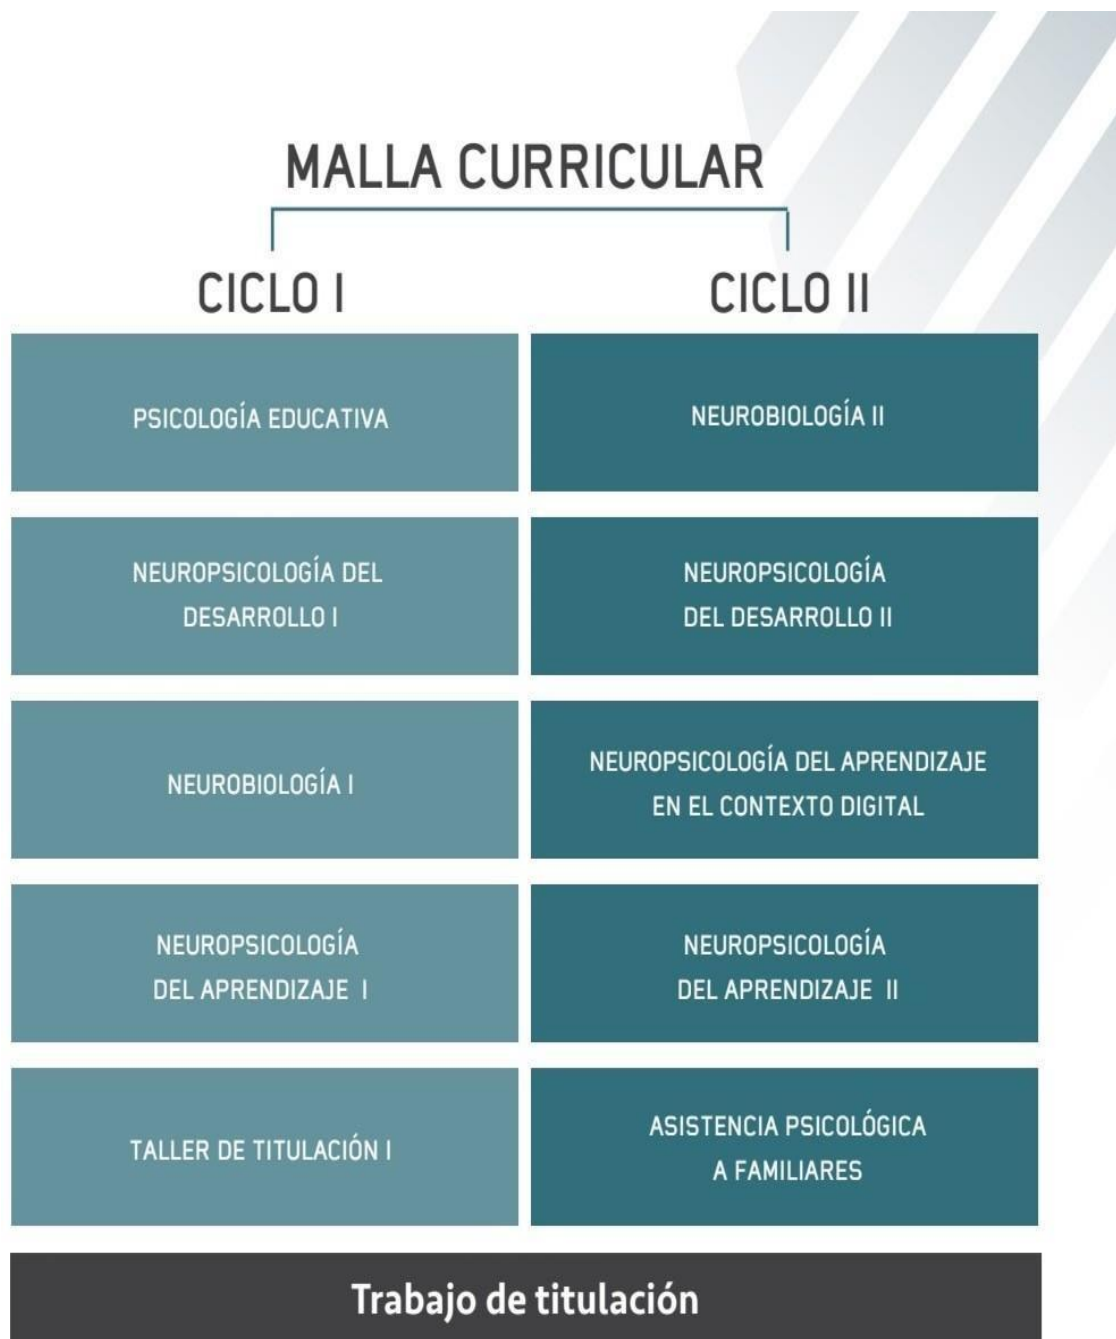 MALLA CURRICULAR
CICLO I
PSICOLOGÍA EDUCATIVA
NEUROPSICOLOGÍA DEL
DESARROLLO I
NEUROBIOLOGÍA I
NEUROPSICOLOGÍA
DEL APRENDIZAJE I
TALLER DE TITULACIÓN I
CICLO II
NEUROBIOLOGÍA II
NEUROPSICOLOGÍA
DEL DESARROLLO II
NEUROPSICOLOGÍA DEL APRENDIZAJE
EN EL CONTEXTO DIGITAL
NEUROPSICOLOGÍA
DEL APRENDIZAJE II
ASISTENCIA PSICOLÓGICA
A FAMILIARES
Trabajo de titulación